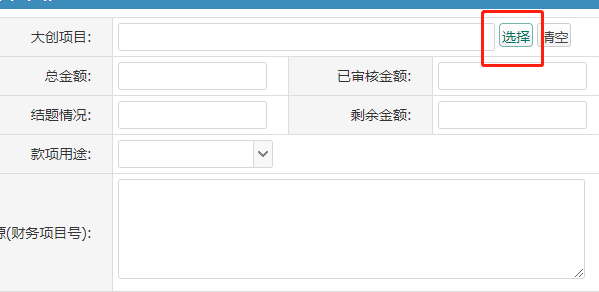 大创项目: 选择 清空
总金额: 已审核金额:
结题情况: 剩余金额:
款项用途:
源(财务项目号):